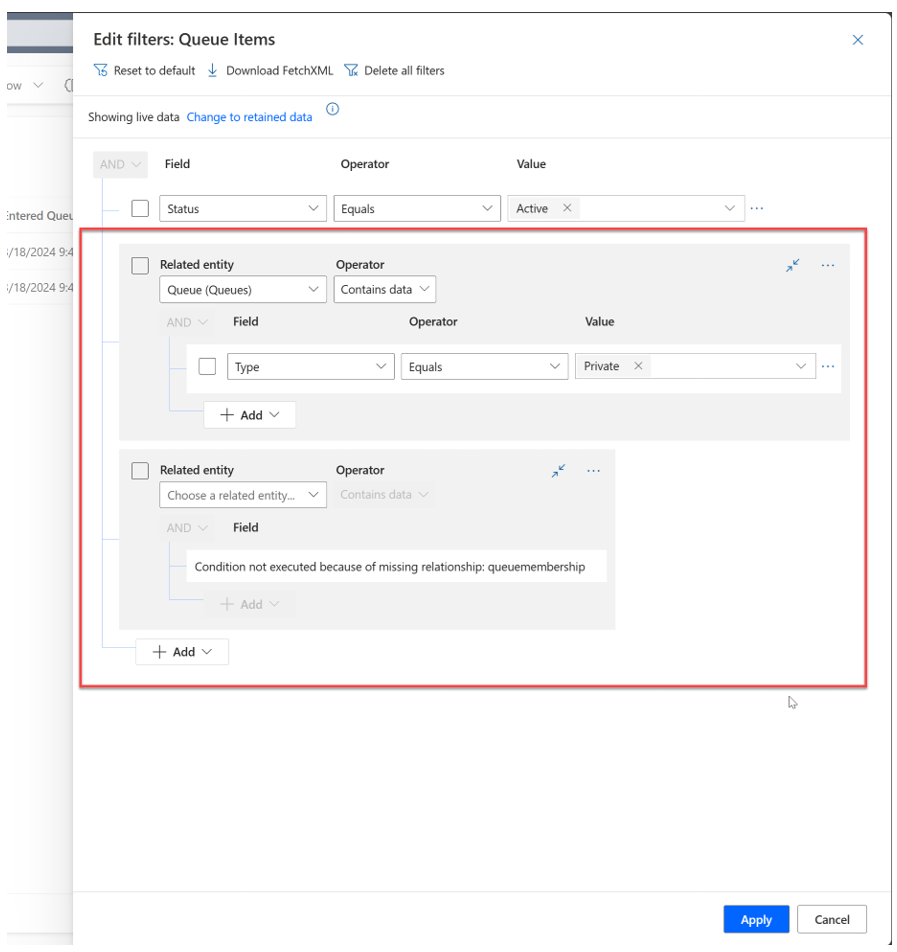 Edit filters: Queue Items
Reset to default Download FetchXML Delete all filters
ow
Showing live data Change to retained data
AND Field Operator Value
Status Equals Active
Entered Queu
Related entity Operator
/18/2024 9:4
Queue (Queues) Contains data
/18/2024 9:4
AND Field Operator Value
Type Equals Private
Add
Related entity Operator
Choose a related entity... Contains data
AND Field
Condition not executed because of missing relationship: queuemembership
Add
Add
Apply Cancel